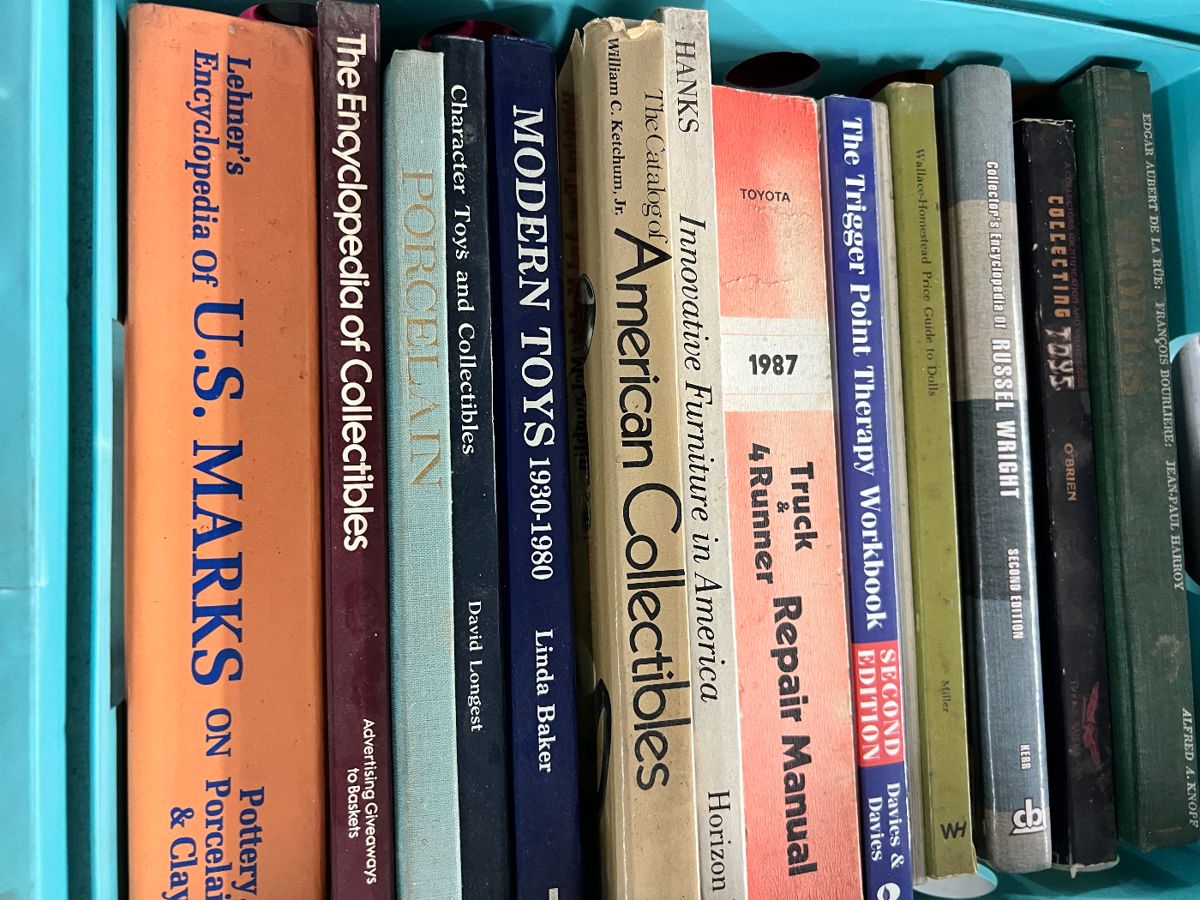 Lehner's
Encyclopedia Of U.S. MARKS ON Pottery,
Porcelai
& Clay
The Encyclopedia of Collectibles
Advertising Giveaways
to Baskets
PORCELAIN
Character Toys and Collectibles
David Longest
MODERN TOYS 1930-1980
Linda Baker
William C. Ketchum, Jr.
The Catalog of American Collectibles
HANKS
Innovative Furniture in America
Horizon
TOYOTA
1987
Truck
&
4Runner Repair Manual
The Trigger Point Therapy Workbook
SECOND
EDITION
Davies &
Davies
Wallace-Homestead Price Guide to Dolls
Miller
WH
Collector's Encyclopedia Of RUSSEL WRIGHT
SECOND EDITION
KERR
cb
COLLECTING TOYS
O'BRIEN
THE TROPICS
EDGAR AUBERT DE LA RÜE: FRANÇOIS BOURLIERE: JEAN-PAUL HARROY
ALFRED A. KNOPF